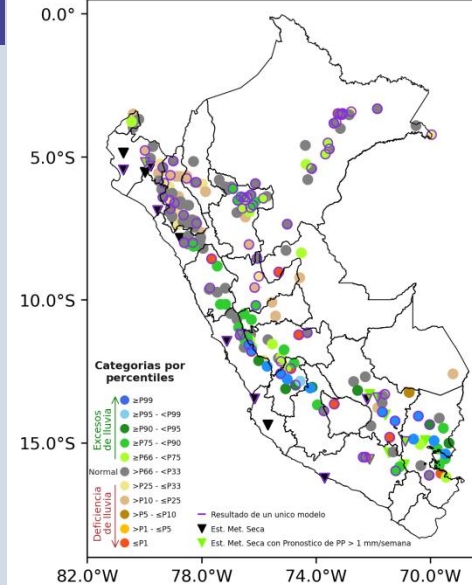 0.0°
5.0°S
10.0°S
15.0°S
82.0°W
78.0°W
74.0°W
70.0°W
Categorias por
percentiles
Excesos
de lluvia
≥P99
≥P95 - <P99
≥P90 - <P95
≥P75 - <P90
≥P66 - <P75
Normal
>P66 - <P33
Deficiencia
de lluvia
>P25 - ≤P33
>P10 - ≤P25
>P5 - ≤P10
>P1 - ≤P5
≤P1
Resultado de un unico modelo
Est. Met. Seca
Est. Met. Seca con Pronostico de PP > 1 mm/semana